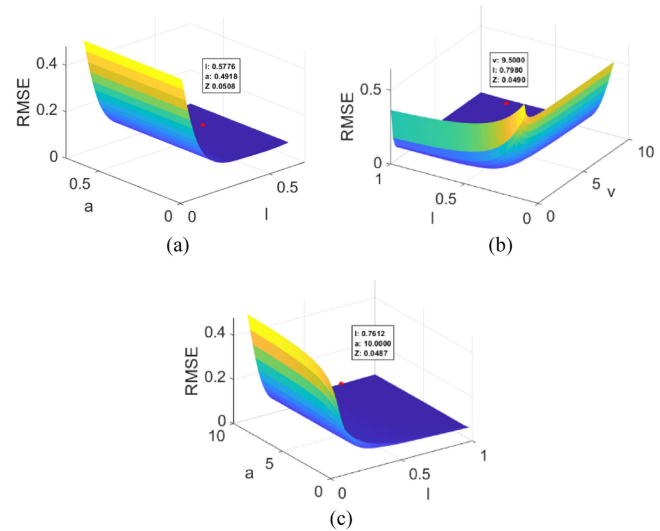 0.4
0.2
0
RMSE
l: 0.5776
a: 0.4918
Z 0.0508
0.5
a
0 0
0.5
l
(a)
0.5
0
RMSE
v: 9.5000
l: 0.7980
Z: 0.0490
1
0.5
l
0 0
5
v
10
(b)
0.4
0.2
0
RMSE
l: 0.7612
a: 10.0000
Z: 0.0487
10
5
a
0 0
0.5
l
1
(c)